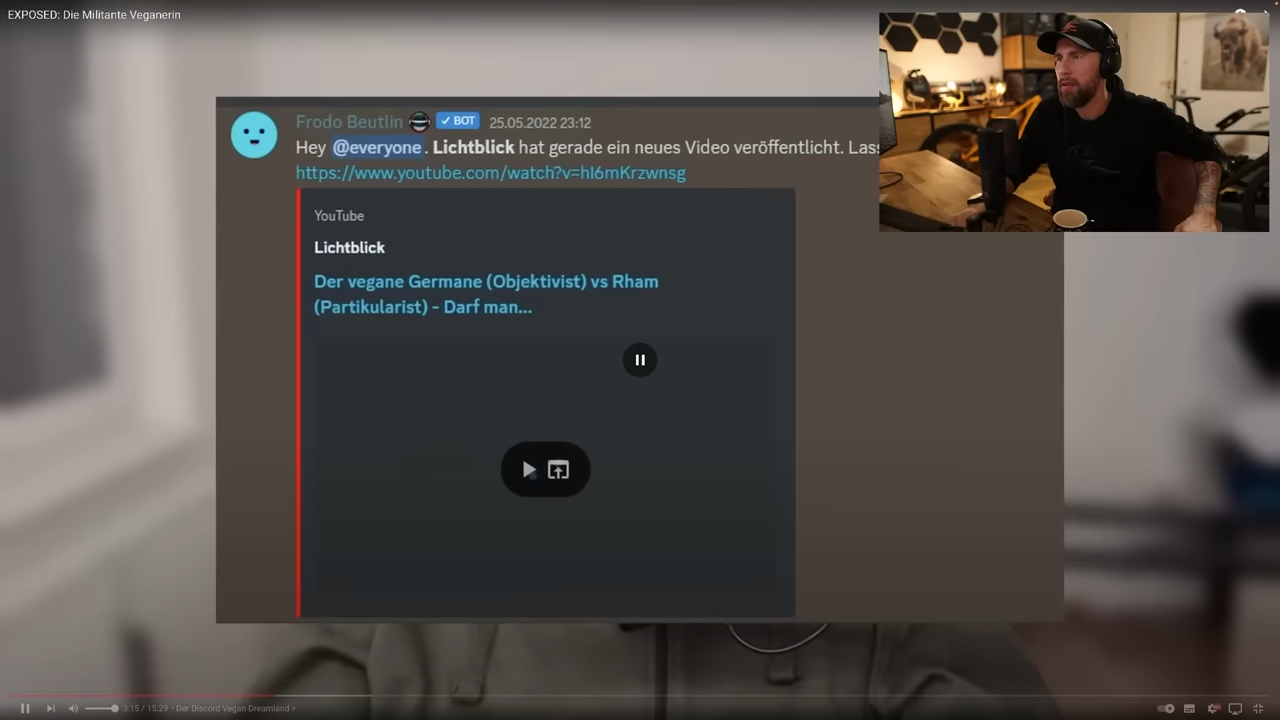 EXPOSED: Die Militante Veganerin
Frodo Beutlin ✓ BOT 25.05.2022 23:12
Hey @everyone. Lichtblick hat gerade ein neues Video veröffentlicht. Lass
https://www.youtube.com/watch?v=hI6mKrzwnsg
YouTube
Lichtblick
Der vegane Germane (Objektivist) vs Rham
(Partikularist) - Darf man...
3:15 / 15:29 • Der Discord Vegan Dreamland ›